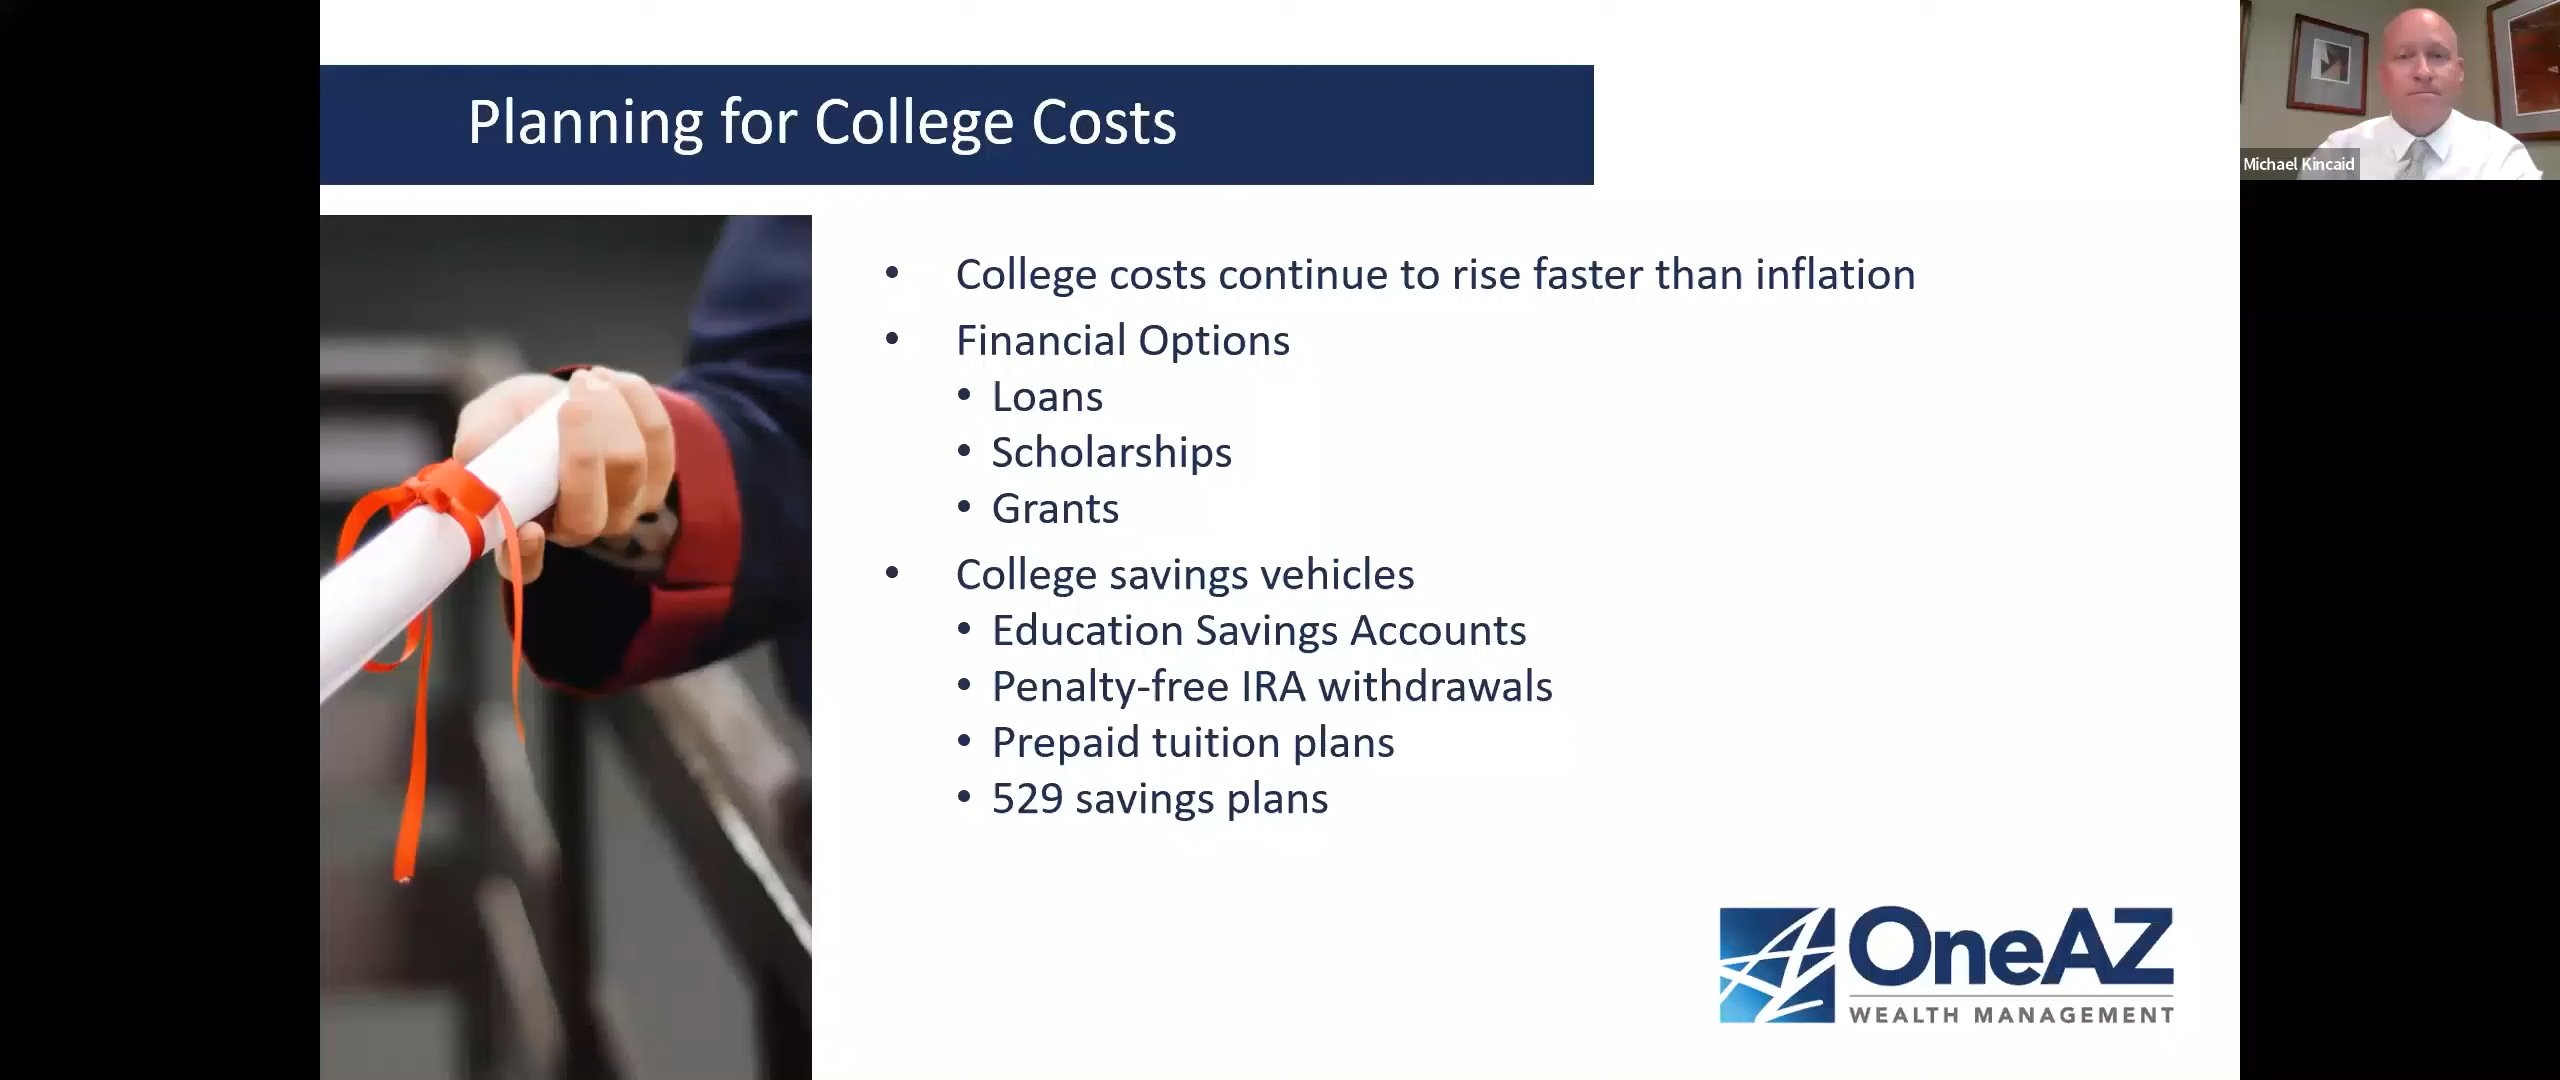 Planning for College Costs
Michael Kincaid
• College costs continue to rise faster than inflation
• Financial Options
• Loans
• Scholarships
• Grants
• College savings vehicles
• Education Savings Accounts
• Penalty-free IRA withdrawals
• Prepaid tuition plans
• 529 savings plans
OneAZ
WEALTH MANAGEMENT